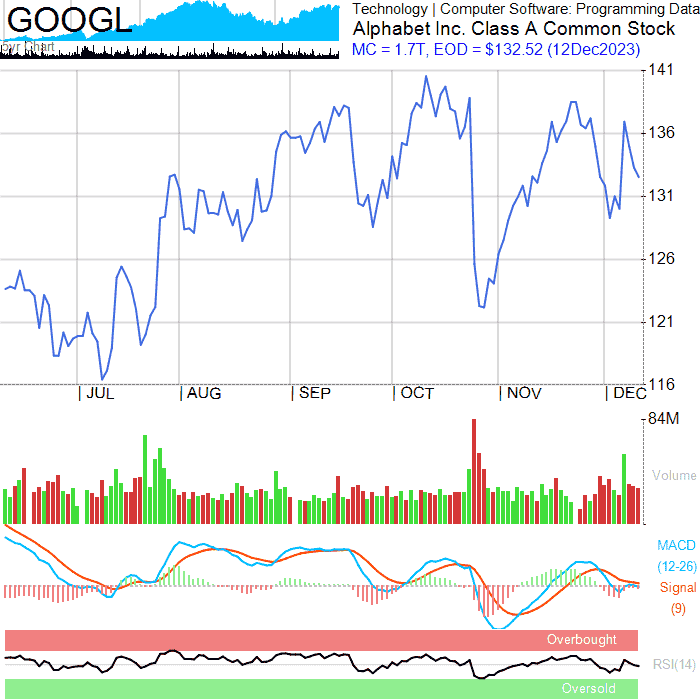 GOOGL
Technology | Computer Software: Programming Data
Alphabet Inc. Class A Common Stock
MC = 1.7T, EOD = $132.52 (12Dec2023)
141
136
131
126
121
116
| JUL | AUG | SEP | OCT | NOV | DEC
84M
Volume
MACD
(12-26)
Signal
(9)
Overbought
RSI(14)
Oversold